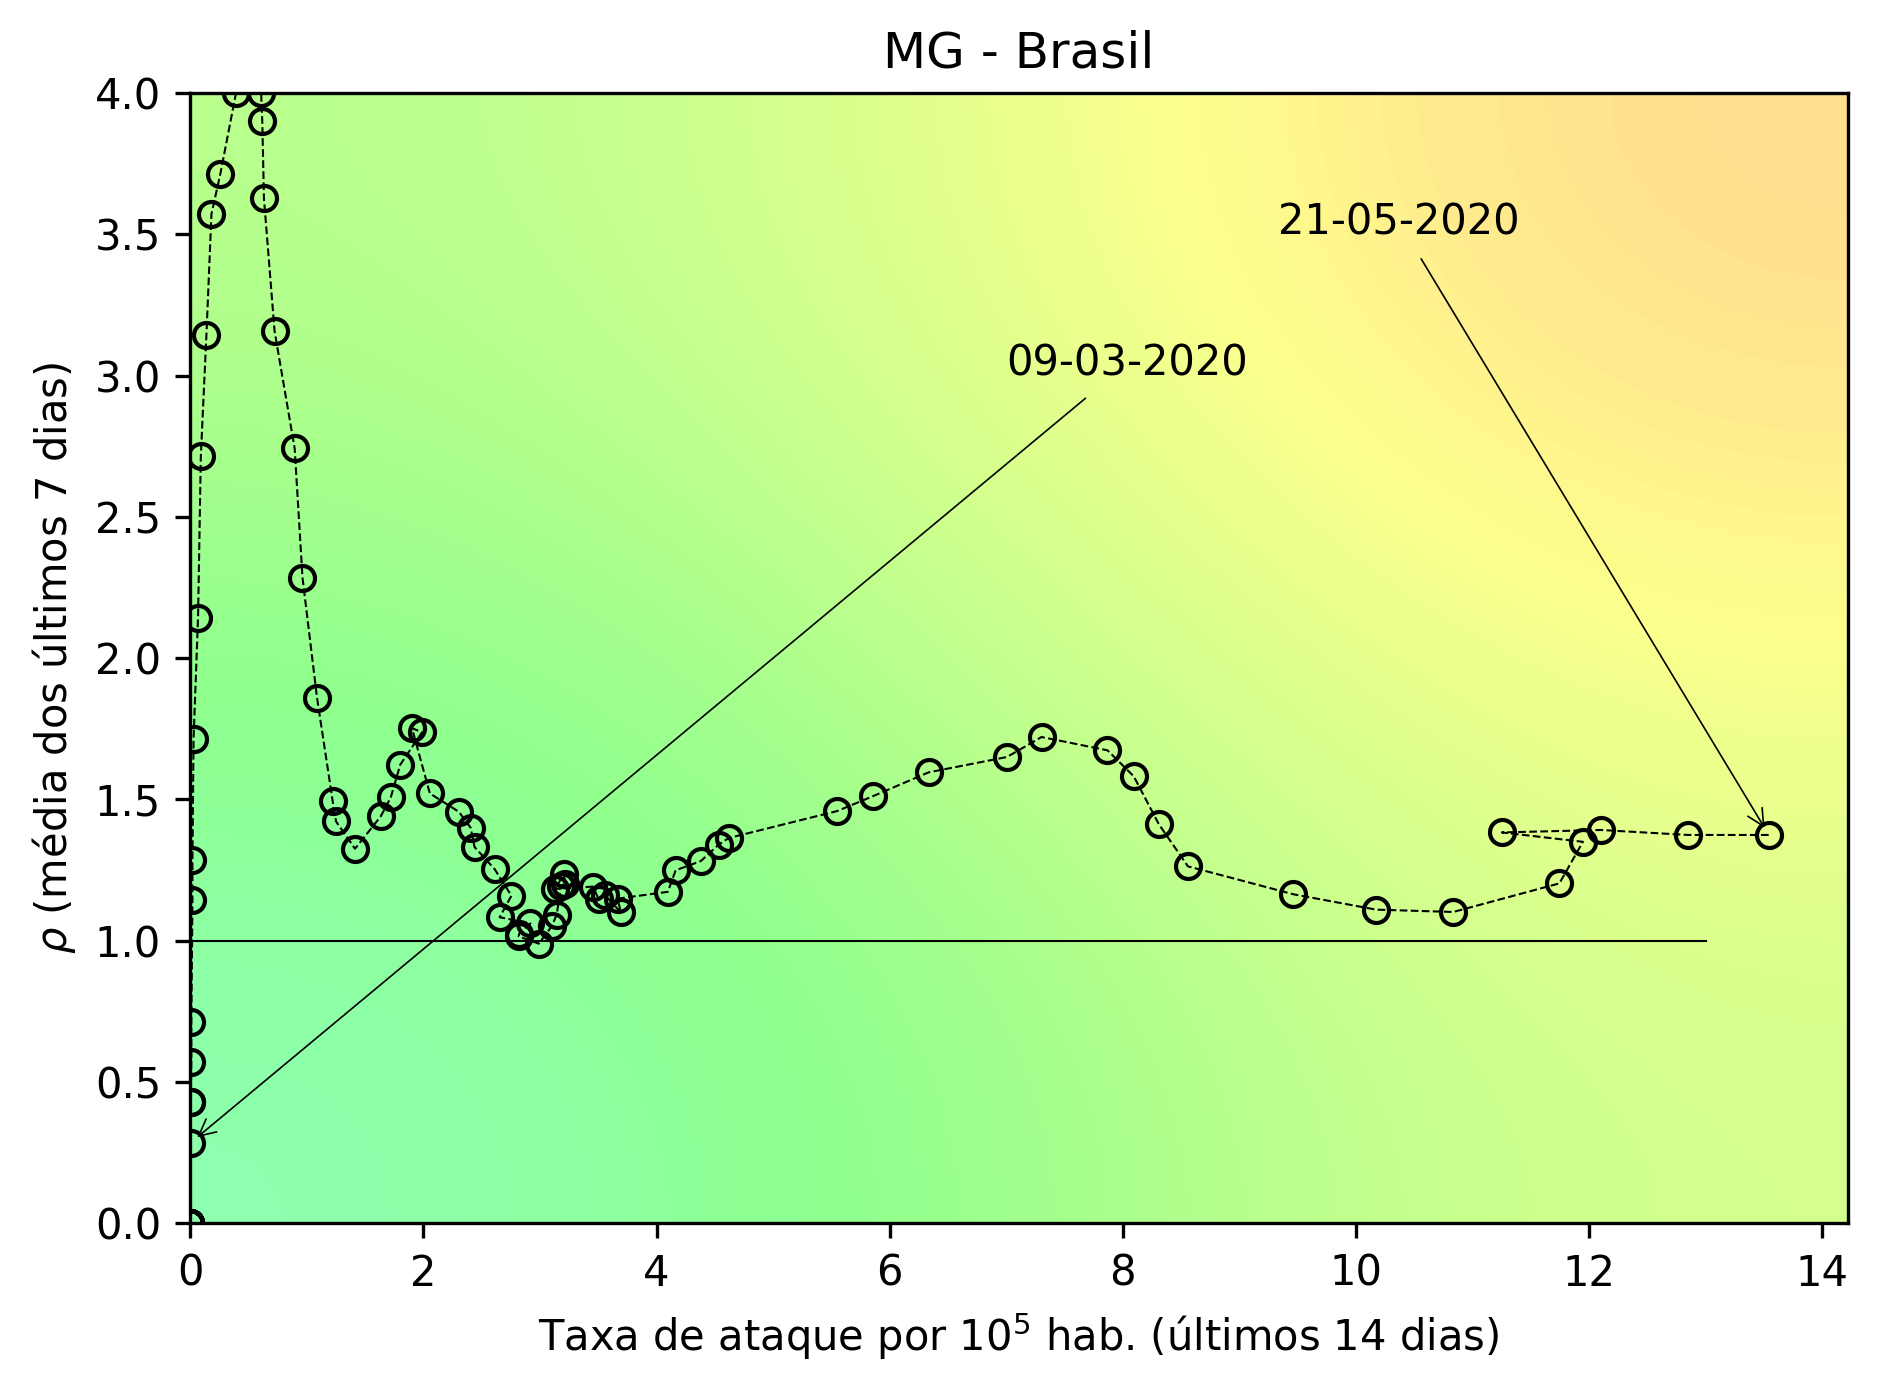 MG - Brasil
4.0
3.5
3.0
2.5
2.0
1.5
1.0
0.5
0.0
ρ (média dos últimos 7 dias)
21-05-2020
09-03-2020
0 2 4 6 8 10 12 14
Taxa de ataque por 10⁵ hab. (últimos 14 dias)